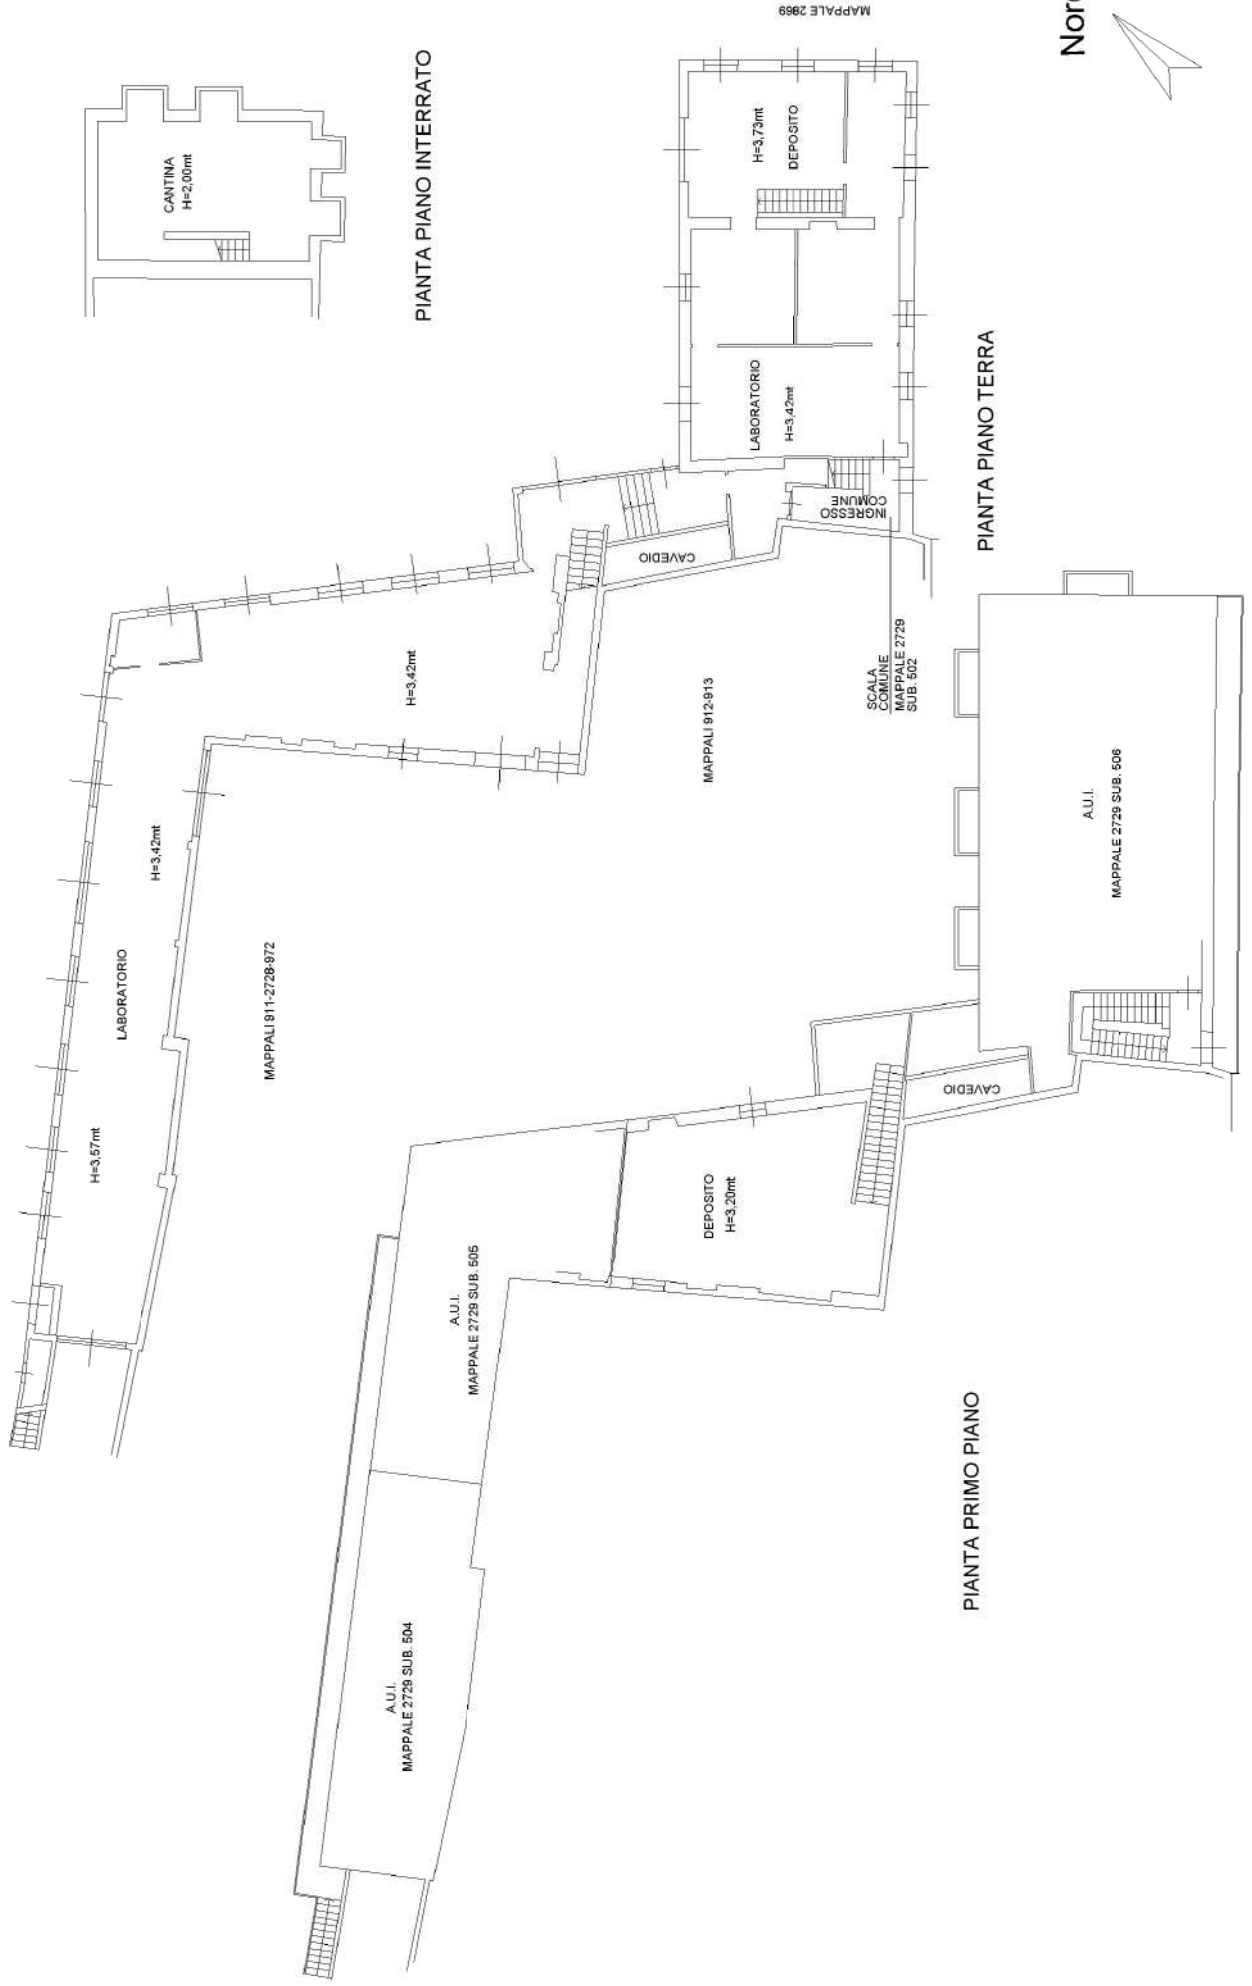 MAPPALE 2869
Nord
CANTINA
H=2,00mt
PIANTA PIANO INTERRATO
H=3,73mt
DEPOSITO
LABORATORIO
H=3,42mt
INGRESSO
COMUNE
CAVEDIO
PIANTA PIANO TERRA
SCALA
COMUNE
MAPPALE 2729
SUB. 502
H=3,42mt
MAPPALI 912-913
H=3,42mt
LABORATORIO
H=3,57mt
MAPPALI 911-2728-972
A.U.I.
MAPPALE 2729 SUB. 506
CAVEDIO
DEPOSITO
H=3,20mt
A.U.I.
MAPPALE 2729 SUB. 505
A.U.I.
MAPPALE 2729 SUB. 504
PIANTA PRIMO PIANO